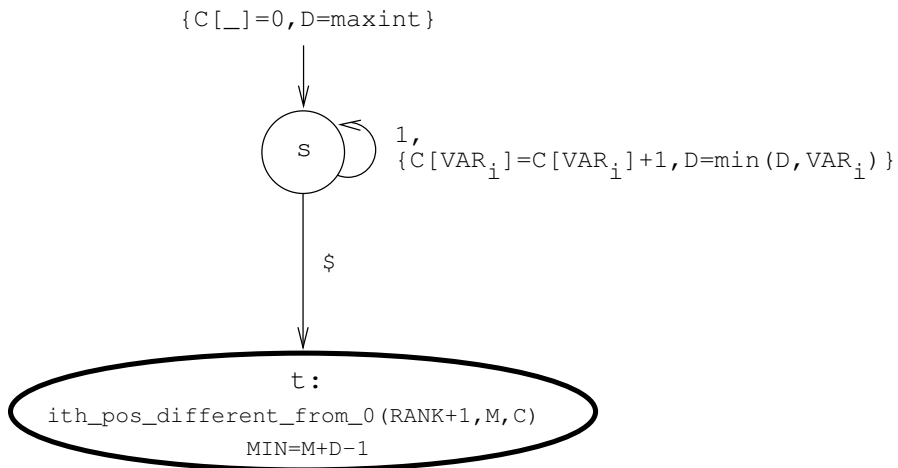 {C[_]=0,D=maxint}
s
1,
{C[VAR_i]=C[VAR_i]+1,D=min(D,VAR_i)}
$
t:
ith_pos_different_from_0(RANK+1,M,C)
MIN=M+D−1